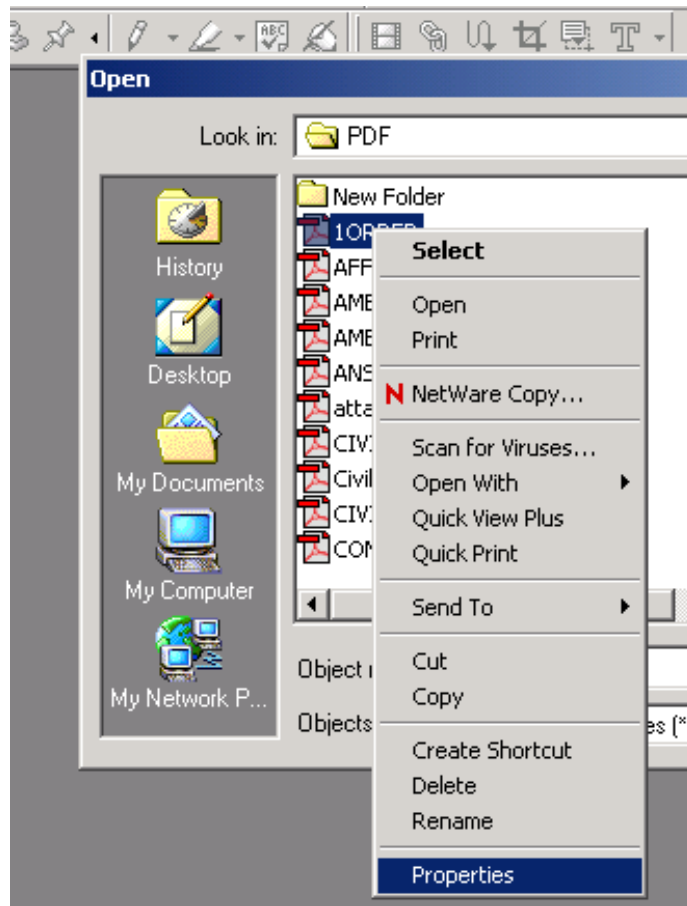 ABC
T
Open
Look in:
PDF
New Folder
1ORDER
AFF
AME
AME
ANS
atta
CIV
Civil
CIV
CON
History
Desktop
My Documents
My Computer
My Network P...
Object
Objects
es (*
Select
Open
Print
N NetWare Copy...
Scan for Viruses...
Open With
Quick View Plus
Quick Print
Send To
Cut
Copy
Create Shortcut
Delete
Rename
Properties